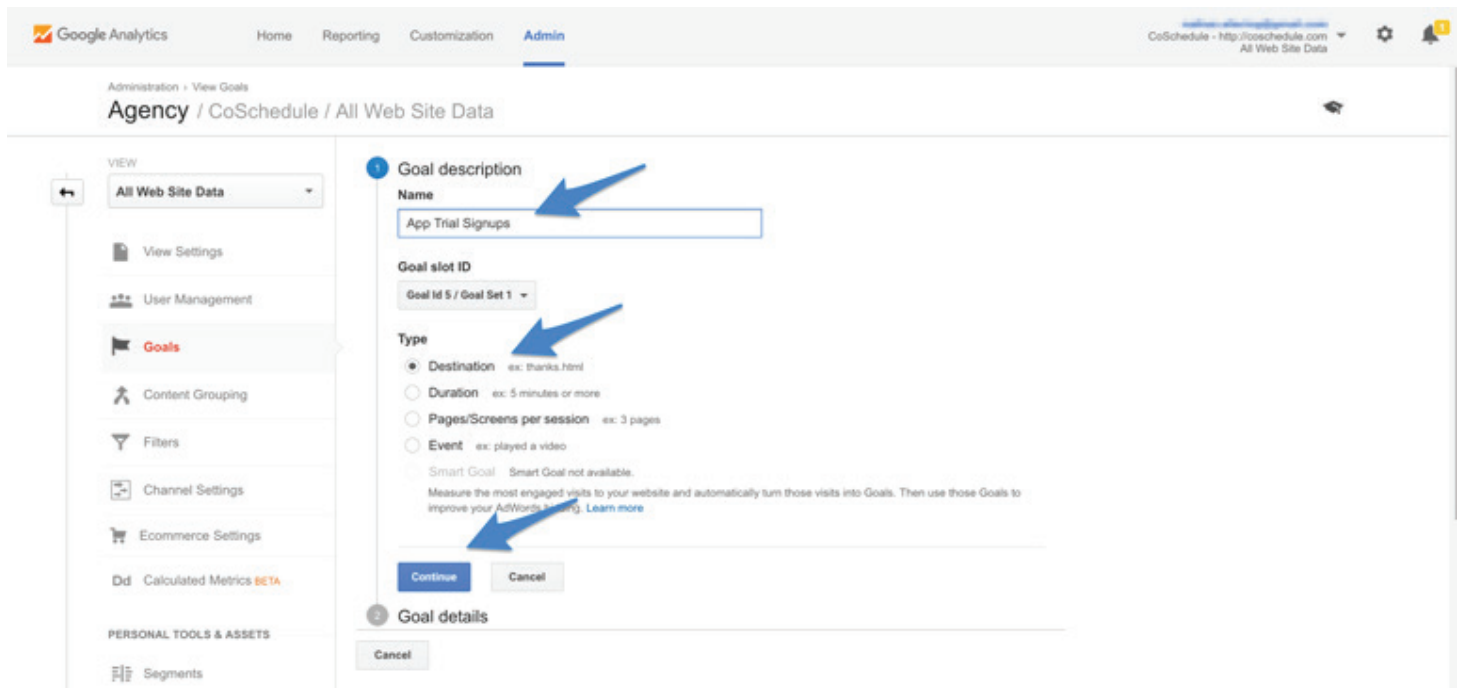 Google Analytics
Home Reporting Customization Admin
CoSchedule - http://coschedule.com
All Web Site Data
1
Administration › View Goals
Agency / CoSchedule / All Web Site Data
VIEW
All Web Site Data
View Settings
User Management
Goals
Content Grouping
Filters
Channel Settings
Ecommerce Settings
Dd Calculated Metrics BETA
PERSONAL TOOLS & ASSETS
Segments
1 Goal description
Name
App Trial Signups
Goal slot ID
Goal Id 5 / Goal Set 1
Type
Destination ex: thanks.html
Duration ex: 5 minutes or more
Pages/Screens per session ex: 3 pages
Event ex: played a video
Smart Goal Smart Goal not available.
Measure the most engaged visits to your website and automatically turn those visits into Goals. Then use those Goals to
improve your AdWords Learn more
Continue Cancel
2 Goal details
Cancel